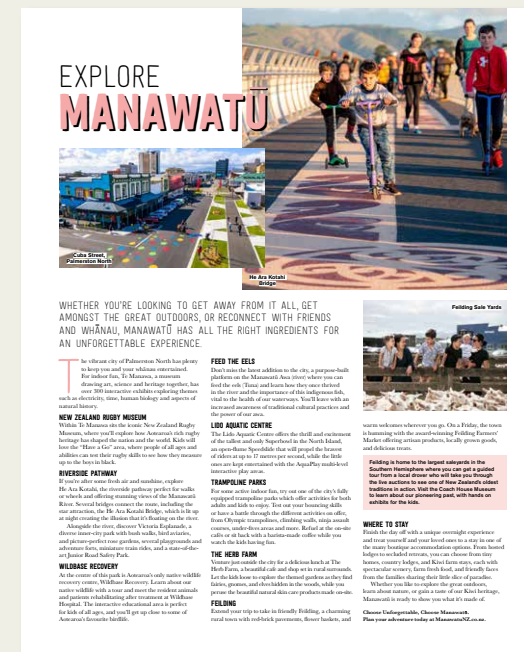 EXPLORE
MANAWATŪ
Cuba Street,
Palmerston North
He Ara Kotahi
Bridge
WHETHER YOU'RE LOOKING TO GET AWAY FROM IT ALL, GET
AMONGST THE GREAT OUTDOORS, OR RECONNECT WITH FRIENDS
AND WHĀNAU, MANAWATŪ HAS ALL THE RIGHT INGREDIENTS FOR
AN UNFORGETTABLE EXPERIENCE.
The vibrant city of Palmerston North has plenty
to keep you and your whānau entertained.
For indoor fun, Te Manawa, a museum
drawing art, science and heritage together, has
over 300 interactive exhibits exploring themes
such as electricity, time, human biology and aspects of
natural history.
NEW ZEALAND RUGBY MUSEUM
Within Te Manawa sits the iconic New Zealand Rugby
Museum, where you'll explore how Aotearoa's rich rugby
heritage has shaped the nation and the world. Kids will
love the "Have a Go" area, where people of all ages and
abilities can test their rugby skills to see how they measure
up to the boys in black.
RIVERSIDE PATHWAY
If you're after some fresh air and sunshine, explore
He Ara Kotahi, the riverside pathway perfect for walks
or wheels and offering stunning views of the Manawatū
River. Several bridges connect the route, including the
star attraction, the He Ara Kotahi Bridge, which is lit up
at night creating the illusion that it's floating on the river.
Alongside the river, discover Victoria Esplanade, a
diverse inner-city park with bush walks, bird aviaries,
and picture-perfect rose gardens, several playgrounds and
adventure forts, miniature train rides, and a state-of-the-
art Junior Road Safety Park.
WILDBASE RECOVERY
At the centre of this park is Aotearoa's only native wildlife
recovery centre, Wildbase Recovery. Learn about our
native wildlife with a tour and meet the resident animals
and patients rehabilitating after treatment at Wildbase
Hospital. The interactive educational area is perfect
for kids of all ages, and you'll get up close to some of
Aotearoa's favourite birdlife.
FEED THE EELS
Don't miss the latest addition to the city, a purpose-built
platform on the Manawatū Awa (river) where you can
feed the eels (Tuna) and learn how they once thrived
in the river and the importance of this indigenous fish,
vital to the health of our waterways. You'll leave with an
increased awareness of traditional cultural practices and
the power of our awa.
LIDO AQUATIC CENTRE
The Lido Aquatic Centre offers the thrill and excitement
of the tallest and only Superbowl in the North Island,
an open-flume Speedslide that will propel the bravest
of riders at up to 17 metres per second, while the little
ones are kept entertained with the AquaPlay multi-level
interactive play areas.
TRAMPOLINE PARKS
For some active indoor fun, try out one of the city's fully
equipped trampoline parks which offer activities for both
adults and kids to enjoy. Test out your bouncing skills
or have a battle through the different activities on offer,
from Olympic trampolines, climbing walls, ninja assault
courses, under-fives areas and more. Refuel at the on-site
cafés or sit back with a barista-made coffee while you
watch the kids having fun.
THE HERB FARM
Venture just outside the city for a delicious lunch at The
Herb Farm, a beautiful café and shop set in rural gardens.
Let the kids loose to explore the themed gardens as they find
fairies, gnomes, and elves hidden in the woods, while you
peruse the beautiful natural skin care products made on-site.
FEILDING
Extend your trip to take in friendly Feilding, a charming
rural town with red-brick pavements, flower baskets, and
Feilding Sale Yards
warm welcomes wherever you go. On a Friday, the town
is humming with the award-winning Feilding Farmers'
Market offering artisan products, locally grown goods,
and delicious treats.
Feilding is home to the largest saleyards in the
Southern Hemisphere where you can get a guided
tour from a local drover who will take you through
the live auctions to see one of New Zealand's oldest
traditions in action. Visit the Coach House Museum
to learn about our pioneering past, with hands on
exhibits for the kids.
WHERE TO STAY
Finish the day off with a unique overnight experience
and treat yourself and your loved ones to a stay in one of
the many boutique accommodation options. From hosted
lodges to secluded retreats, you can choose from tiny
homes, country lodges, and Kiwi farm stays, each with
spectacular scenery, farm fresh food, and friendly faces
from the families sharing their little slice of paradise.
Whether you like to explore the great outdoors,
learn about nature, or gain a taste of our Kiwi heritage,
Manawatū is ready to show you what it's made of.
Choose Unforgettable, Choose Manawatū.
Plan your adventure today at ManawatuNZ.co.nz.